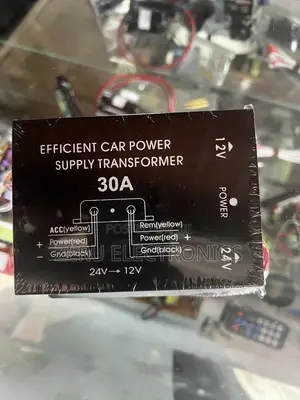 EFFICIENT CAR POWER
SUPPLY TRANSFORMER
30A
ACC(yellow)
Power(red)
Gnd(black)
+
-
Rem(yellow)
Power(red)
Gnd(black)
+
-
24V→12V
12V
POWER
24V